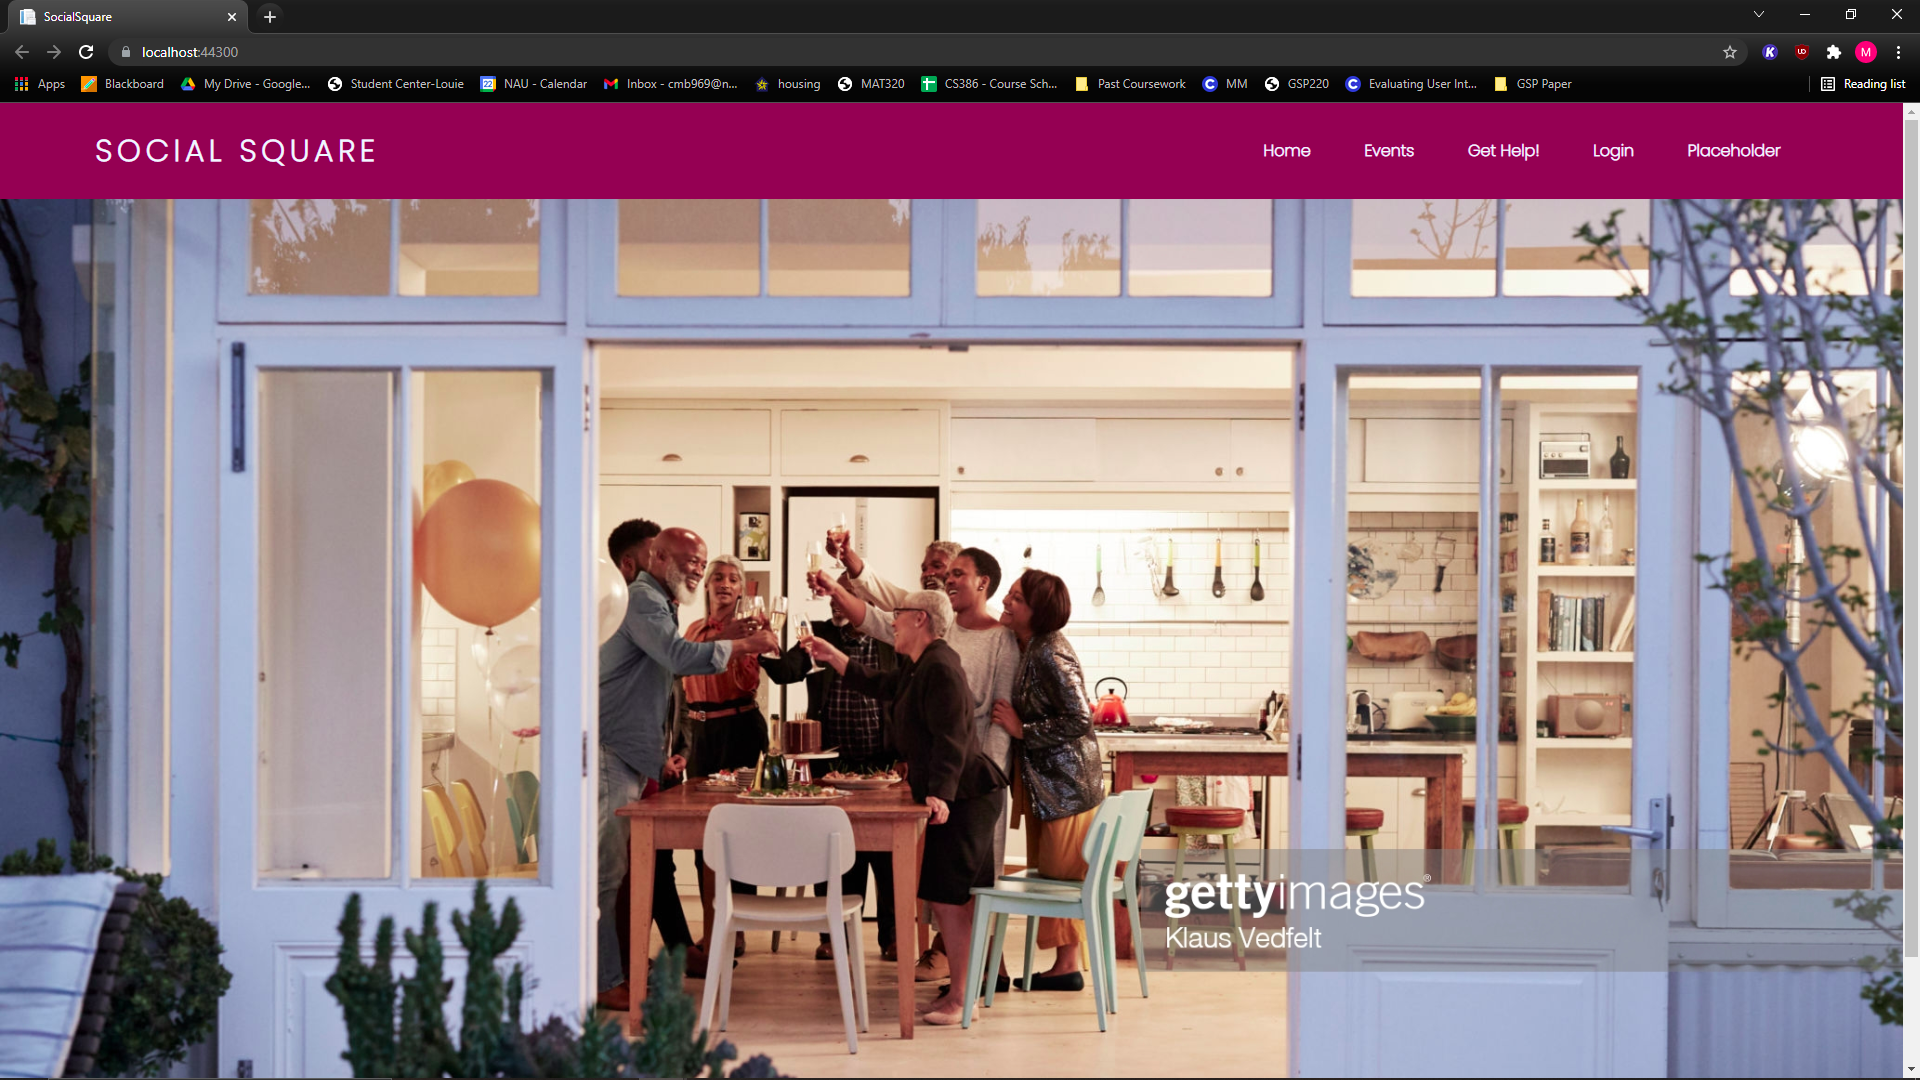 SocialSquare
localhost:44300
M
Apps
Blackboard
My Drive - Google...
Student Center-Louie
22
NAU - Calendar
Inbox - cmb969@n...
housing
MAT320
CS386 - Course Sch...
Past Coursework
MM
GSP220
Evaluating User Int...
GSP Paper
Reading list
SOCIAL SQUARE
Home
Events
Get Help!
Login
Placeholder
gettyimages®
Klaus Vedfelt